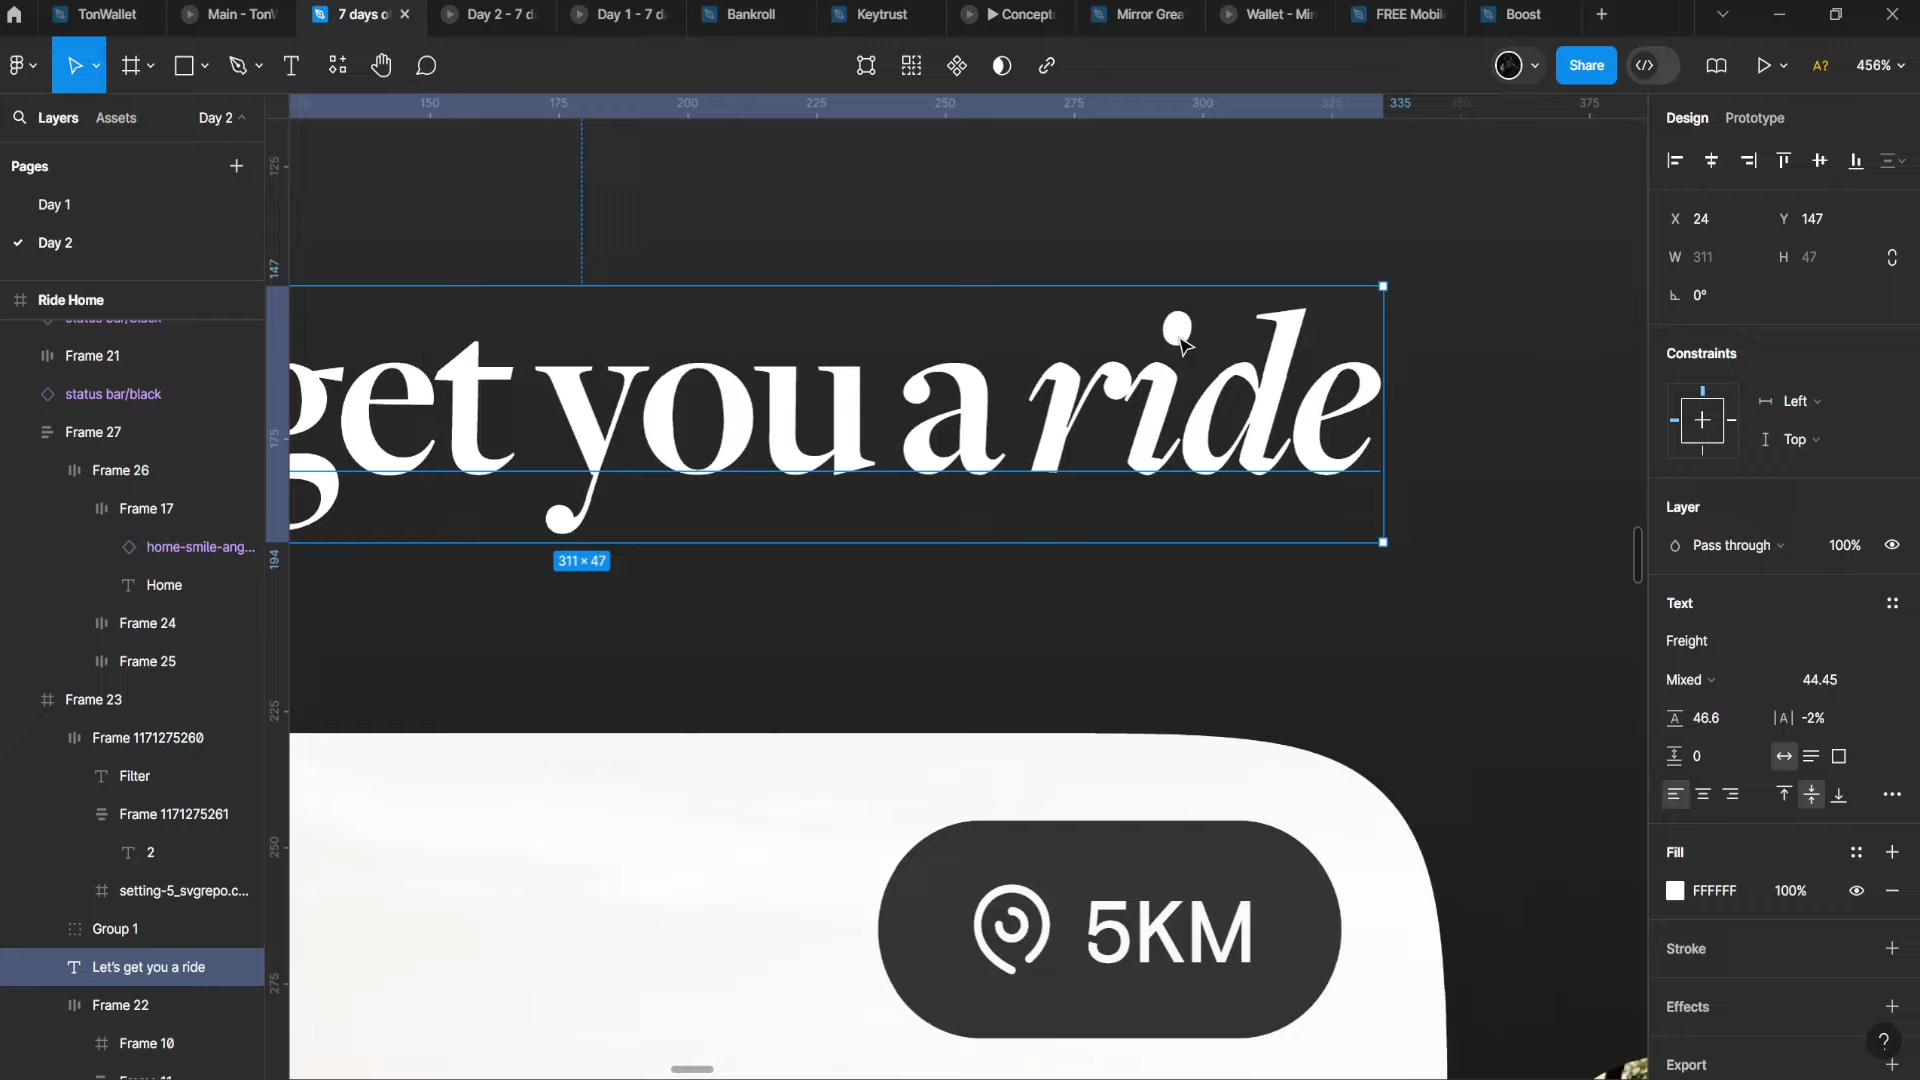 TonWallet
Main - TonW
7 days o
Day 2 - 7 d
Day 1 - 7 d
Bankroll
Keytrust
▶ Concept
Mirror Grea
Wallet - Mir
FREE Mobil
Boost
Share
A?
456%
Layers
Assets
Day 2
Pages
Day 1
Day 2
Ride Home
status bar/black
Frame 21
status bar/black
Frame 27
Frame 26
Frame 17
home-smile-ang...
Home
Frame 24
Frame 25
Frame 23
Frame 1171275260
Filter
Frame 1171275261
2
setting-5_svgrepo.c...
Group 1
Let's get you a ride
Frame 22
Frame 10
150
175
200
225
250
275
300
325
335
350
375
125
147
175
194
225
250
275
get you a ride
311 × 47
5KM
Design
Prototype
X 24
Y 147
W 311
H 47
0°
Constraints
Left
Top
Layer
Pass through
100%
Text
Freight
Mixed
44.45
46.6
|A| -2%
0
Fill
FFFFFF
100%
Stroke
Effects
Export
?